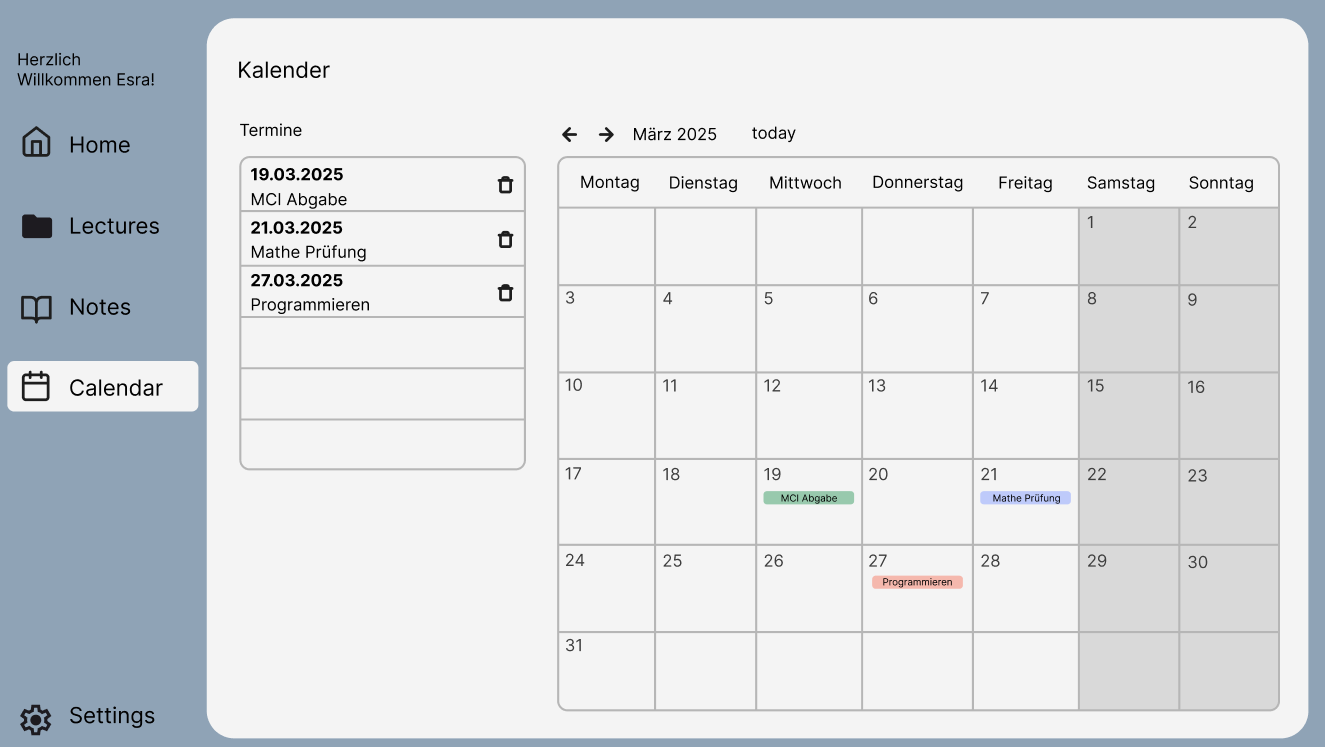 Herzlich
Willkommen Esra!
Home
Lectures
Notes
Calendar
Settings
Kalender
Termine
19.03.2025
MCI Abgabe
21.03.2025
Mathe Prüfung
27.03.2025
Programmieren
März 2025 today
Montag Dienstag Mittwoch Donnerstag Freitag Samstag Sonntag
1 2
3 4 5 6 7 8 9
10 11 12 13 14 15 16
17 18 19 20 21 22 23
MCI Abgabe Mathe Prüfung
24 25 26 27 28 29 30
Programmieren
31